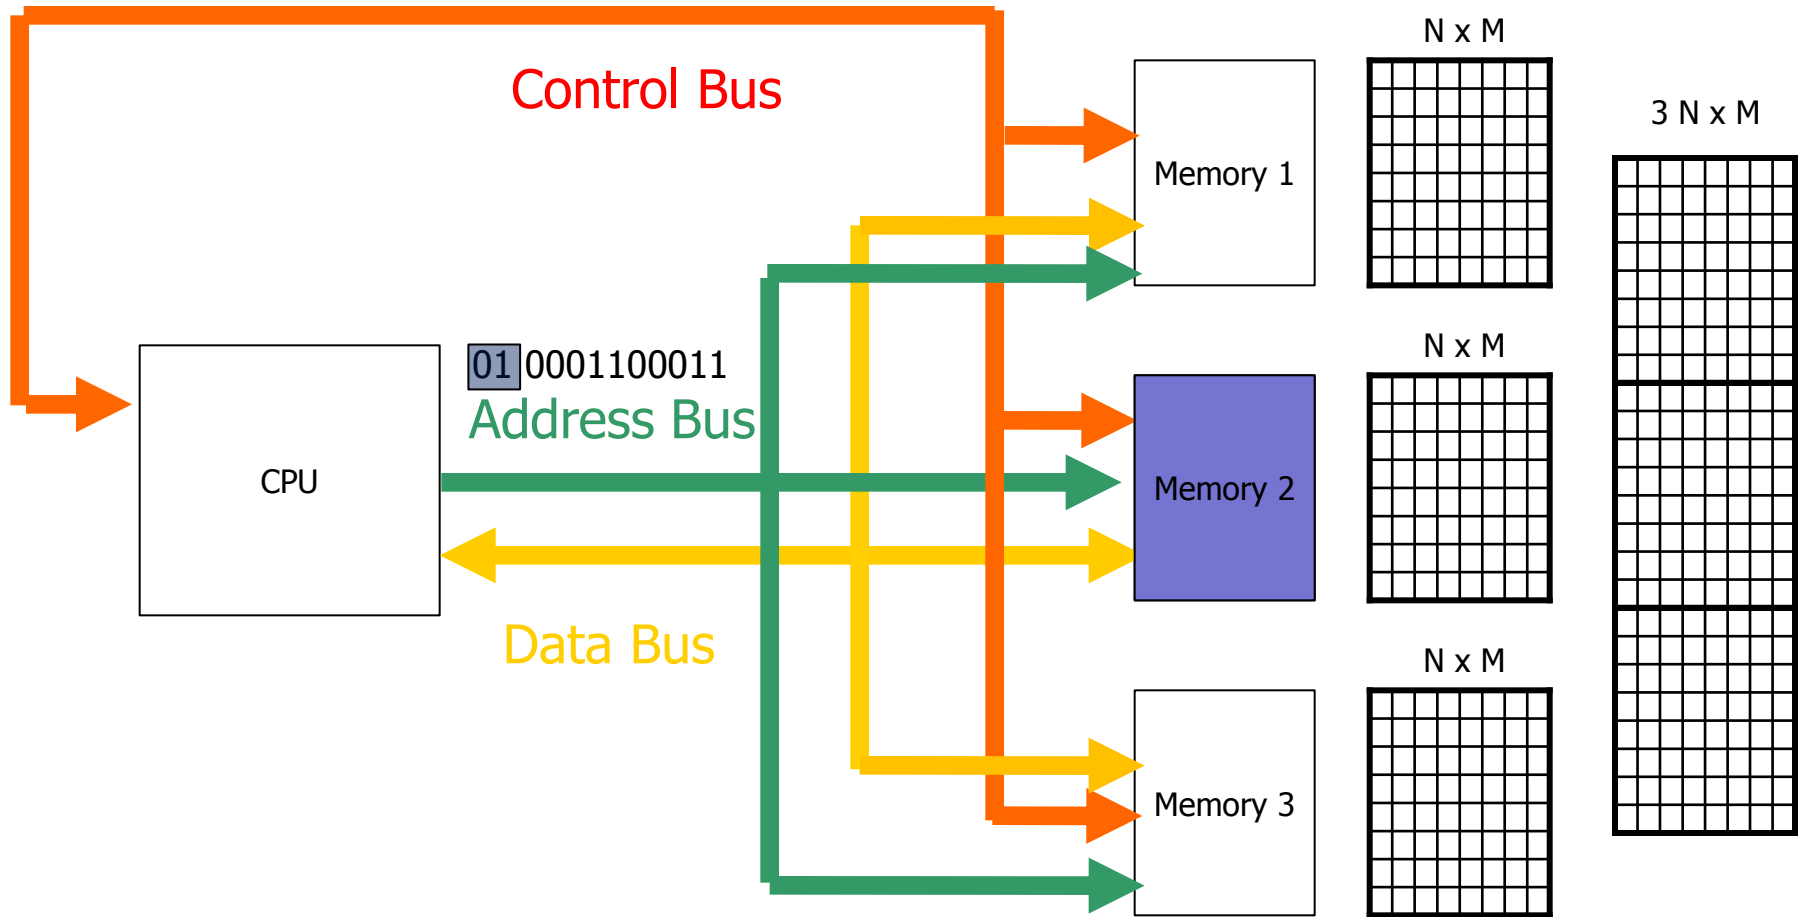 N x M
Control Bus
3 N x M
Memory 1
N x M
01 0001100011
Address Bus
CPU
Memory 2
Data Bus
N x M
Memory 3